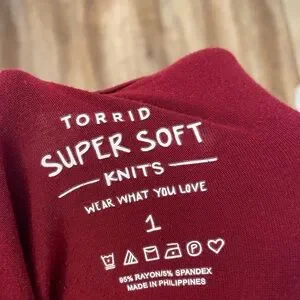 TORRID
SUPER SOFT
KNITS
WEAR WHAT YOU LOVE
1
95% RAYON/5% SPANDEX
MADE IN PHILIPPINES